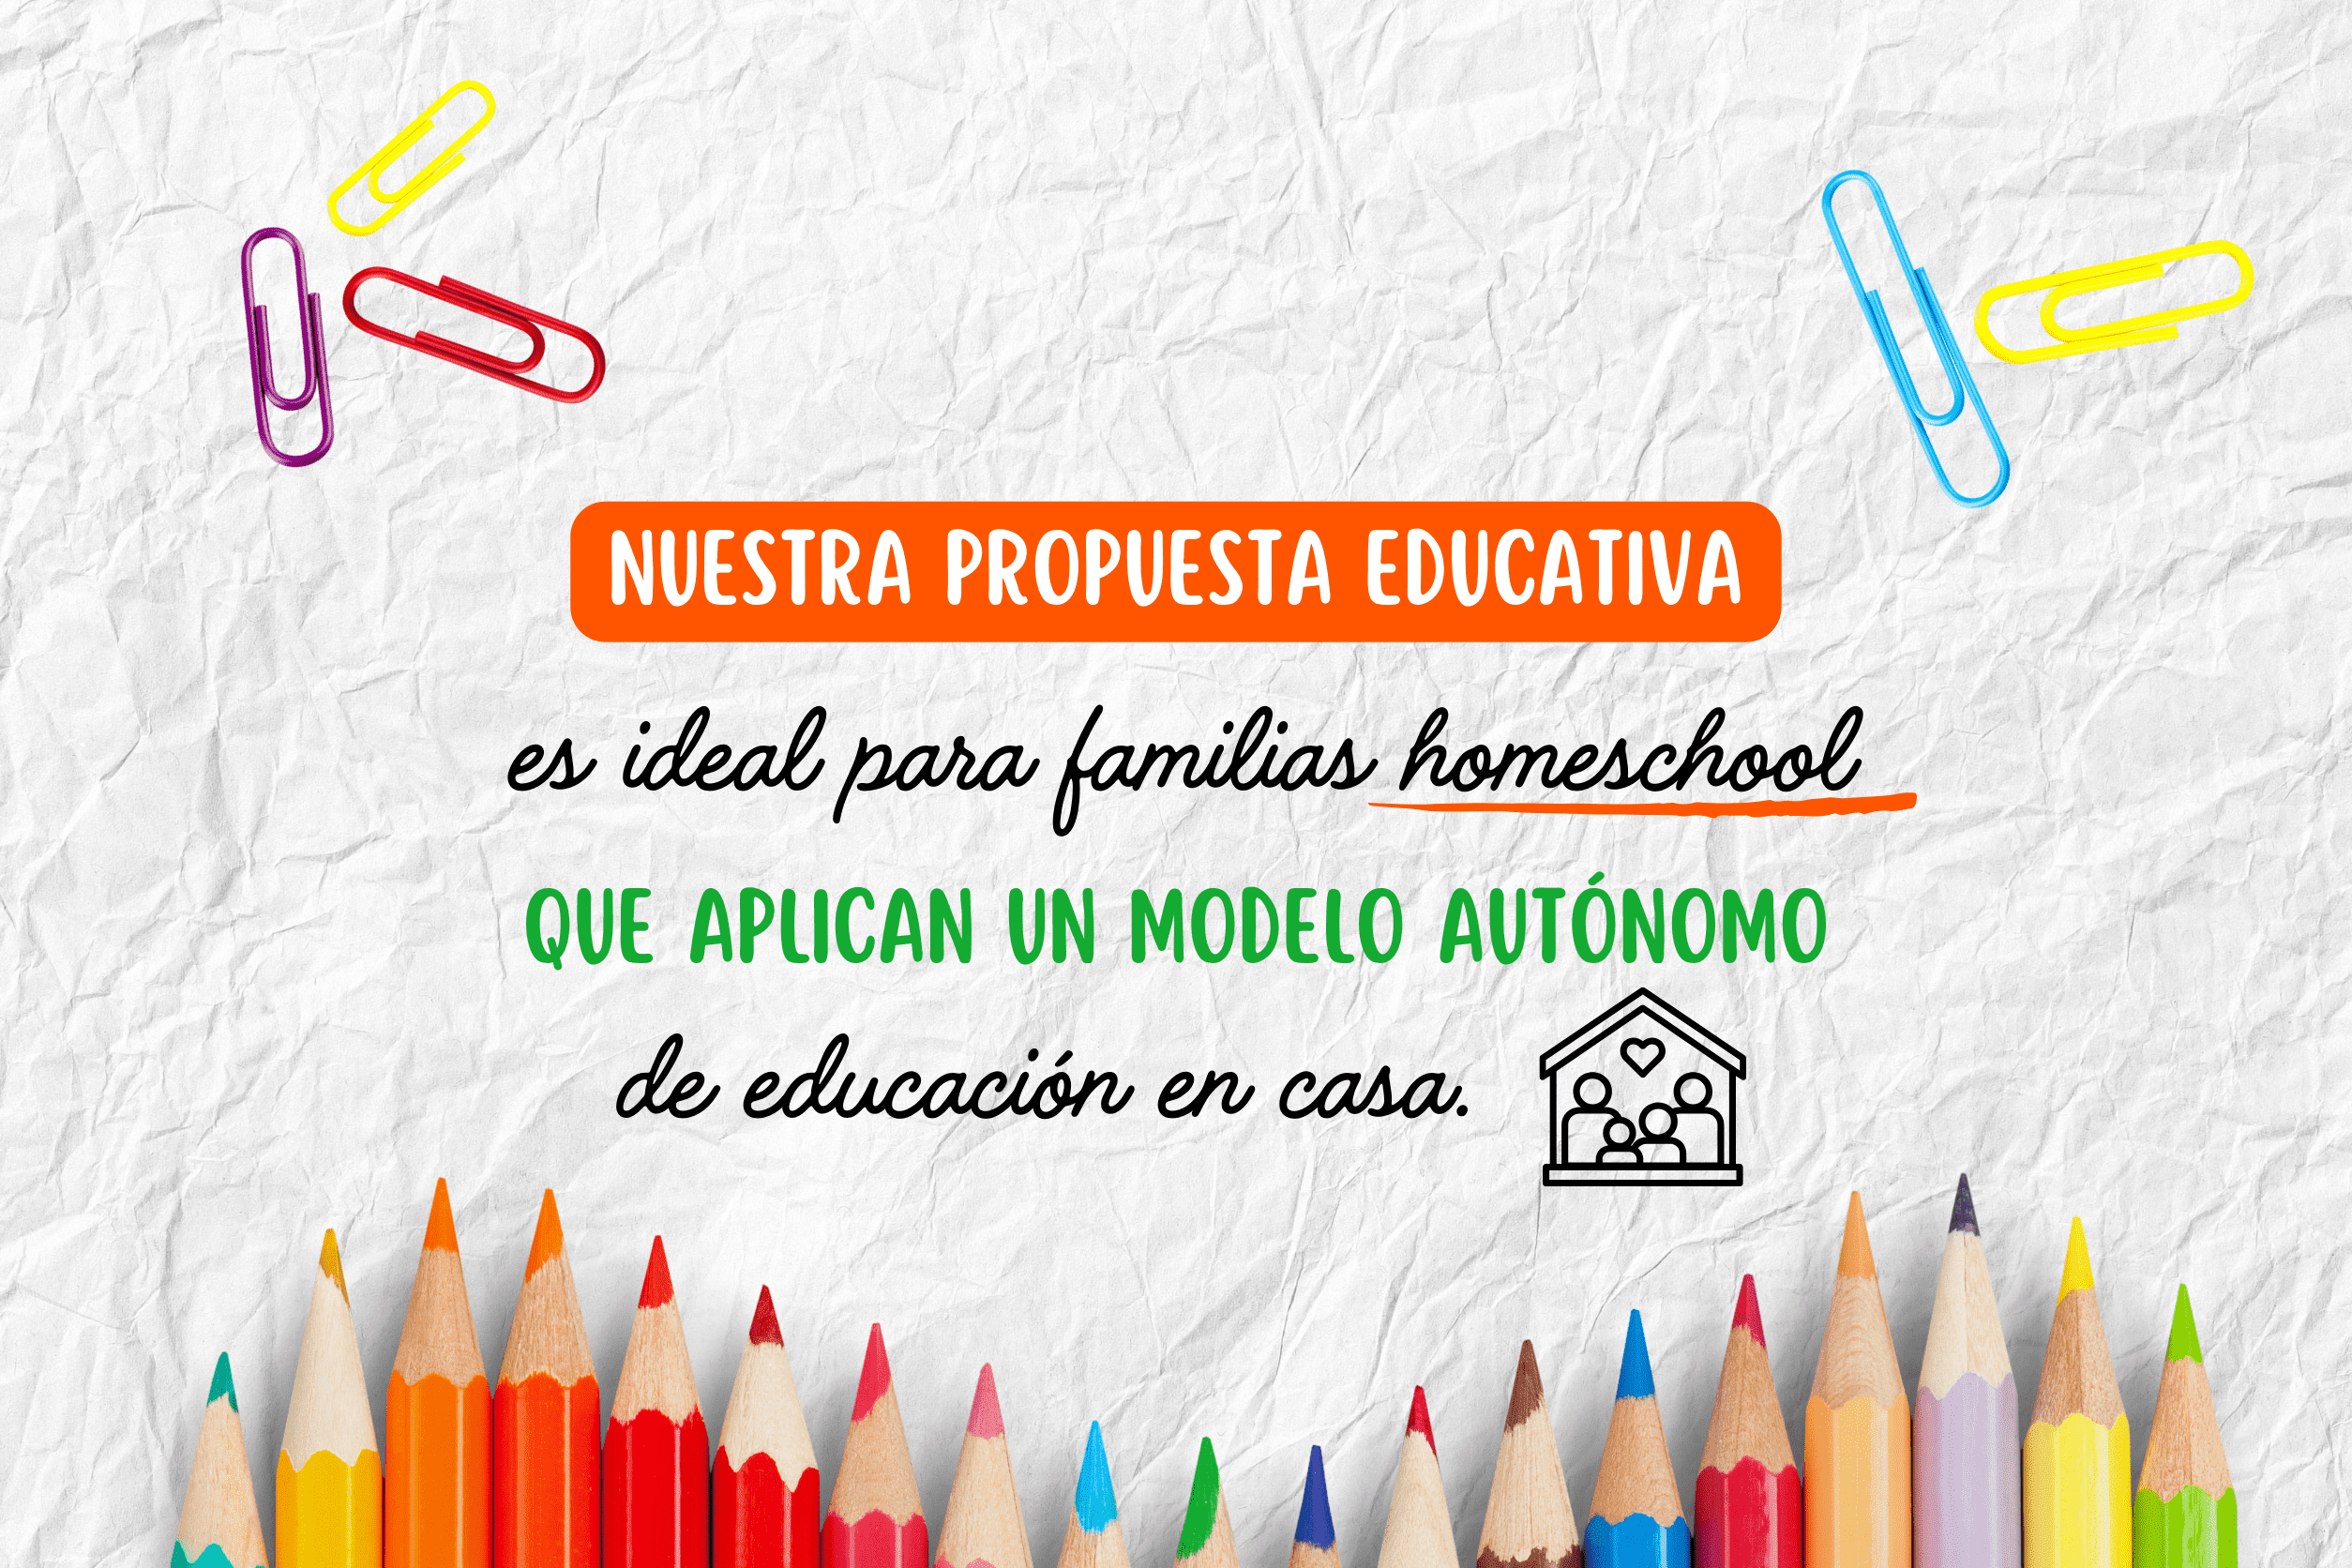 NUESTRA PROPUESTA EDUCATIVA
es ideal para familias homeschool
QUE APLICAN UN MODELO AUTÓNOMO
de educación en casa.